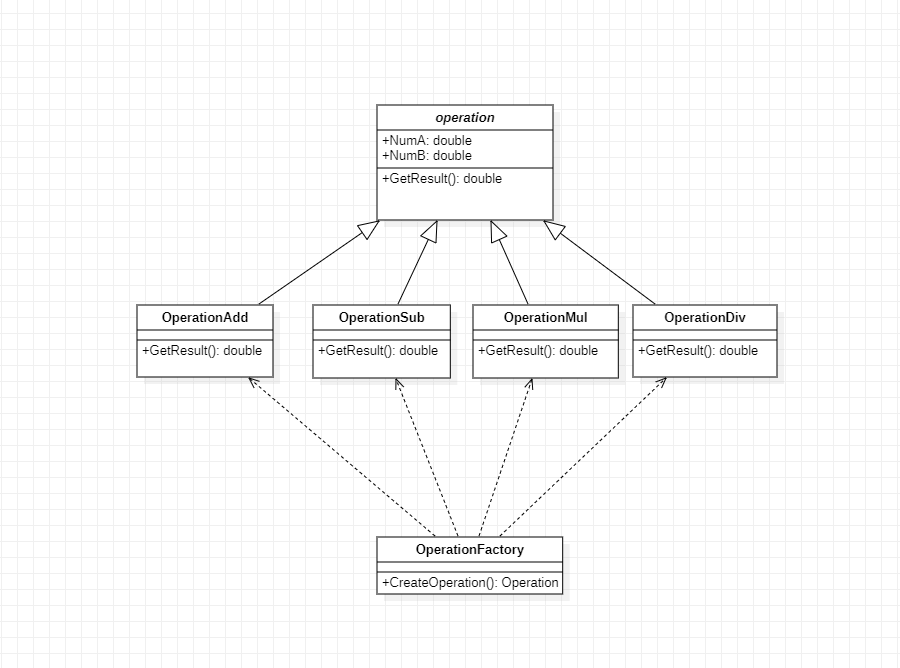 operation
+NumA: double
+NumB: double
+GetResult(): double
OperationAdd
+GetResult(): double
OperationSub
+GetResult(): double
OperationMul
+GetResult(): double
OperationDiv
+GetResult(): double
OperationFactory
+CreateOperation(): Operation